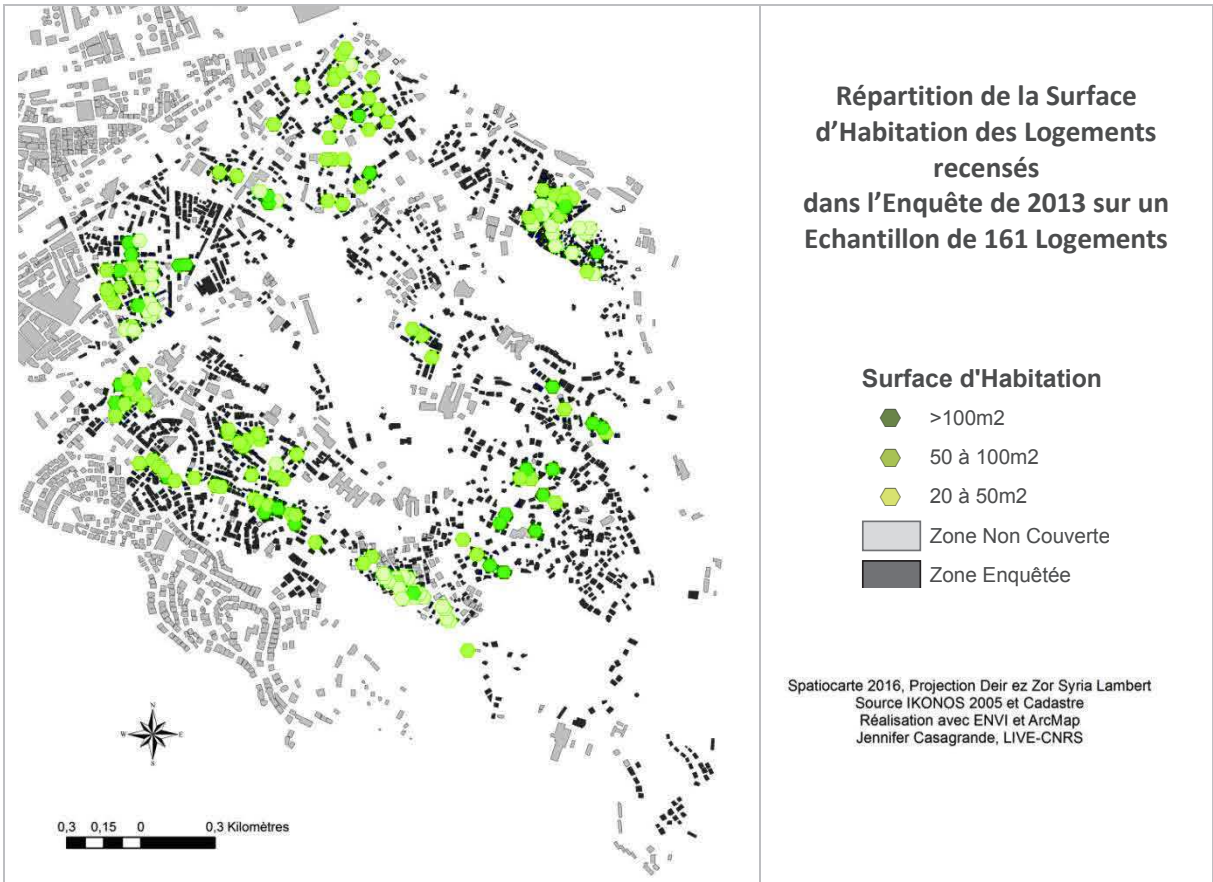 Répartition de la Surface
d’Habitation des Logements
recensés
dans l’Enquête de 2013 sur un
Echantillon de 161 Logements
Surface d'Habitation
>100m2
50 à 100m2
20 à 50m2
Zone Non Couverte
Zone Enquêtée
Spatiocarte 2016, Projection Deir ez Zor Syria Lambert
Source IKONOS 2005 et Cadastre
Réalisation avec ENVI et ArcMap
Jennifer Casagrande, LIVE-CNRS
N
W E
S
0,3 0,15 0 0,3 Kilomètres